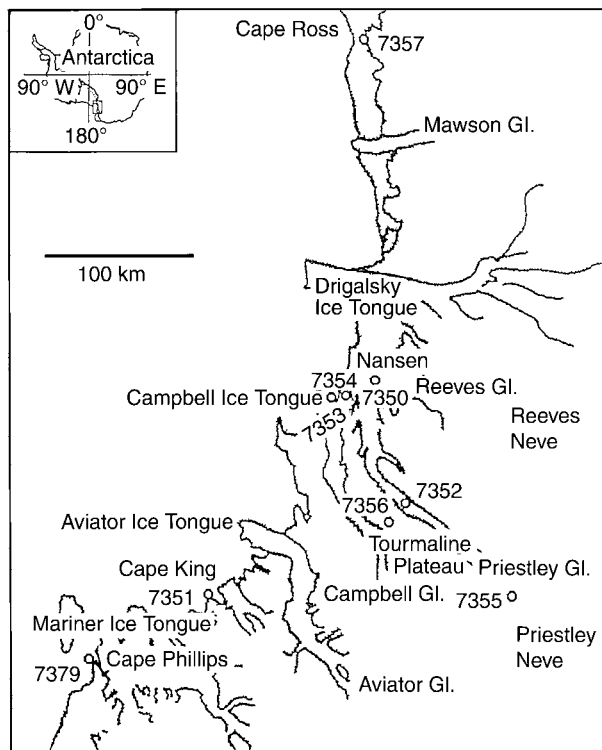 0°
Antarctica
90° W
90° E
180°
Cape Ross
7357
Mawson Gl.
100 km
Drigalsky
Ice Tongue
Nansen
7354
Reeves Gl.
Campbell Ice Tongue
7350
7353
Reeves
Neve
7352
7356
Aviator Ice Tongue
Tourmaline
Plateau
Priestley Gl.
Cape King
Campbell Gl.
7351
7355
Mariner Ice Tongue
Priestley
Neve
Cape Phillips
7379
Aviator Gl.